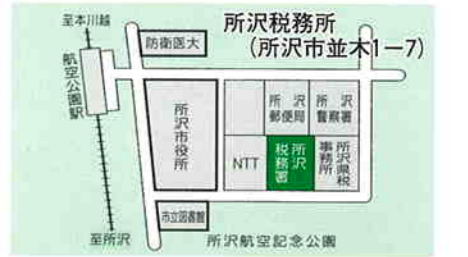 至本川越
防衛医大
所沢税務所
(所沢市並木1ー7)
航空公園駅
所沢市役所
所沢
郵便局
所沢
警察署
NTT
所沢
税務署
所沢県税
事務所
市立図書館
至所沢
所沢航空記念公園